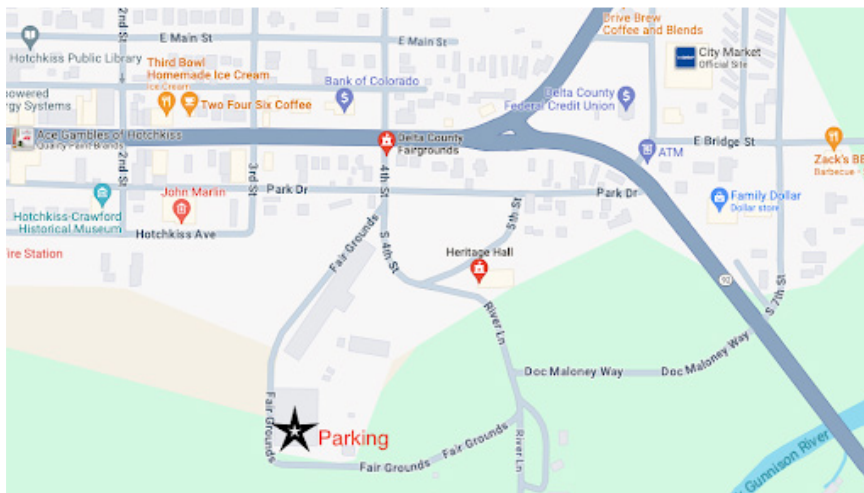 2nd St
E Main St
E Main St
Drive Brew
Coffee and Blends
Hotchkiss Public Library
City Market
Official Site
Third Bowl
Homemade Ice Cream
Ice Cream
Bank of Colorado
powered
gy Systems
Two Four Six Coffee
Delta County
Federal Credit Union
Ace Gambles of Hotchkiss
Quality Paint Brands
Delta County
Fairgrounds
E Bridge St
ATM
2nd St
3rd St
4th St
Zack's BB
Barbecue
John Marlin
Park Dr
Park Dr
Family Dollar
Dollar store
Hotchkiss-Crawford
Historical Museum
5th St
Hotchkiss Ave
Fair Grounds
S 4th St
ire Station
Heritage Hall
92
S 7th St
River Ln
Doc Maloney Way
Doc Maloney Way
Fair Grounds
Parking
Fair Grounds
Fair Grounds
River Ln
Gunnison River